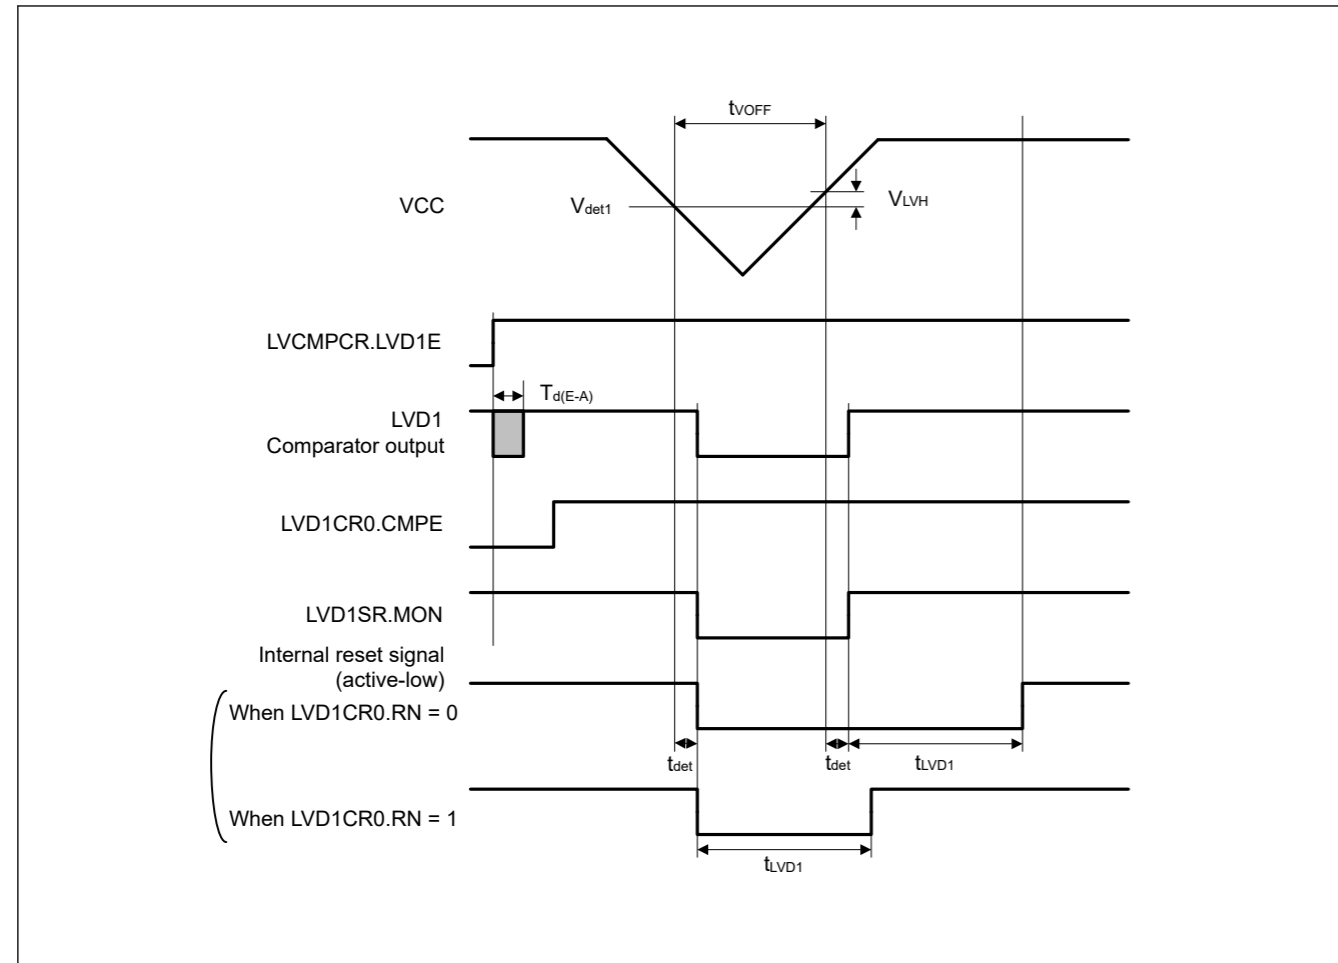 tVOFF
VCC
Vdet1
VLVH
LVCMPCR.LVD1E
Td(E-A)
LVD1
Comparator output
LVD1CR0.CMPE
LVD1SR.MON
Internal reset signal
(active-low)
When LVD1CR0.RN = 0
tdet
tdet
tLVD1
When LVD1CR0.RN = 1
tLVD1